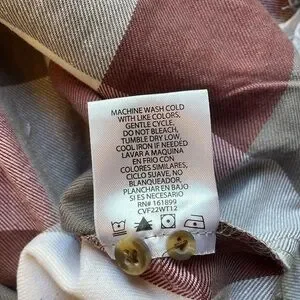 MACHINE WASH COLD
WITH LIKE COLORS,
GENTLE CYCLE,
DO NOT BLEACH,
TUMBLE DRY LOW,
COOL IRON IF NEEDED
LAVAR A MAQUINA
EN FRIO CON
COLORES SIMILARES,
CICLO SUAVE, NO
BLANQUEADOR,
PLANCHAR EN BAJO
SI ES NECESARIO
RN# 161899
CVF22WT12